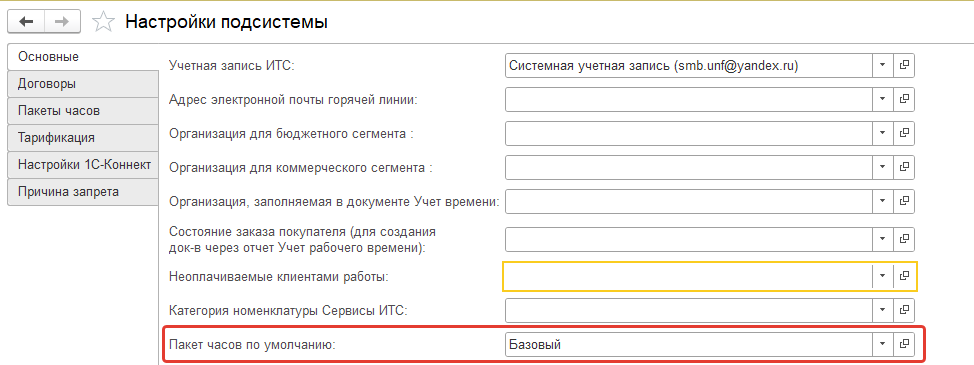 Настройки подсистемы
Основные
Договоры
Пакеты часов
Тарификация
Настройки 1С-Коннект
Причина запрета
Учетная запись ИТС: Системная учетная запись (smb.unf@yandex.ru)
Адрес электронной почты горячей линии:
Организация для бюджетного сегмента :
Организация для коммерческого сегмента :
Организация, заполняемая в документе Учет времени:
Состояние заказа покупателя (для создания
док-в через отчет Учет рабочего времени):
Неоплачиваемые клиентами работы:
Категория номенклатуры Сервисы ИТС:
Пакет часов по умолчанию: Базовый